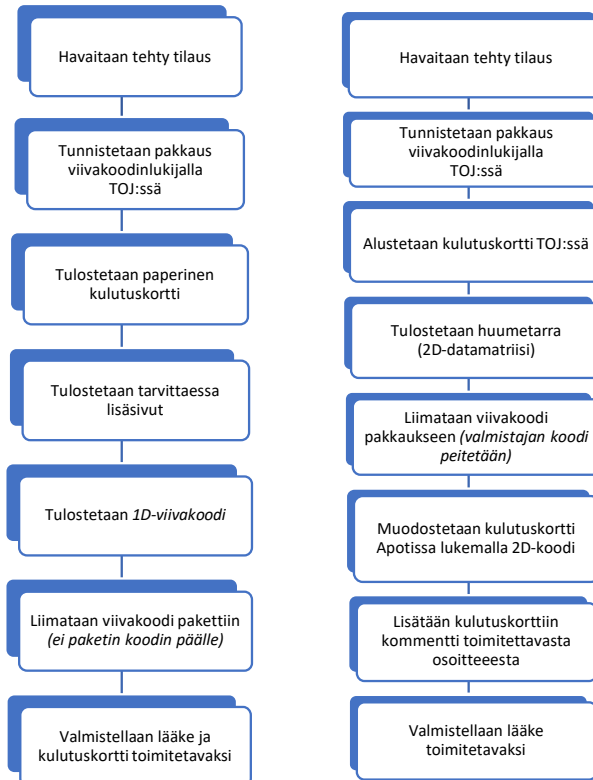 Havaitaan tehty tilaus
Tunnistetaan pakkaus
viivakoodinlukijalla
TOJ:ssä
Tulostetaan paperinen
kulutuskortti
Tulostetaan tarvittaessa
lisäsivut
Tulostetaan 1D-viivakoodi
Liimataan viivakoodi pakettiin
(ei paketin koodin päälle)
Valmistellaan lääke ja
kulutuskortti toimitetavaksi
Havaitaan tehty tilaus
Tunnistetaan pakkaus
viivakoodinlukijalla
TOJ:ssä
Alustetaan kulutuskortti TOJ:ssä
Tulostetaan huumetarra
(2D-datamatriisi)
Liimataan viivakoodi
pakkaukseen (valmistajan koodi
peitetään)
Muodostetaan kulutuskortti
Apotissa lukemalla 2D-koodi
Lisätään kulutuskorttiin
kommentti toimitettavasta
osoitteeesta
Valmistellaan lääke
toimitetavaksi